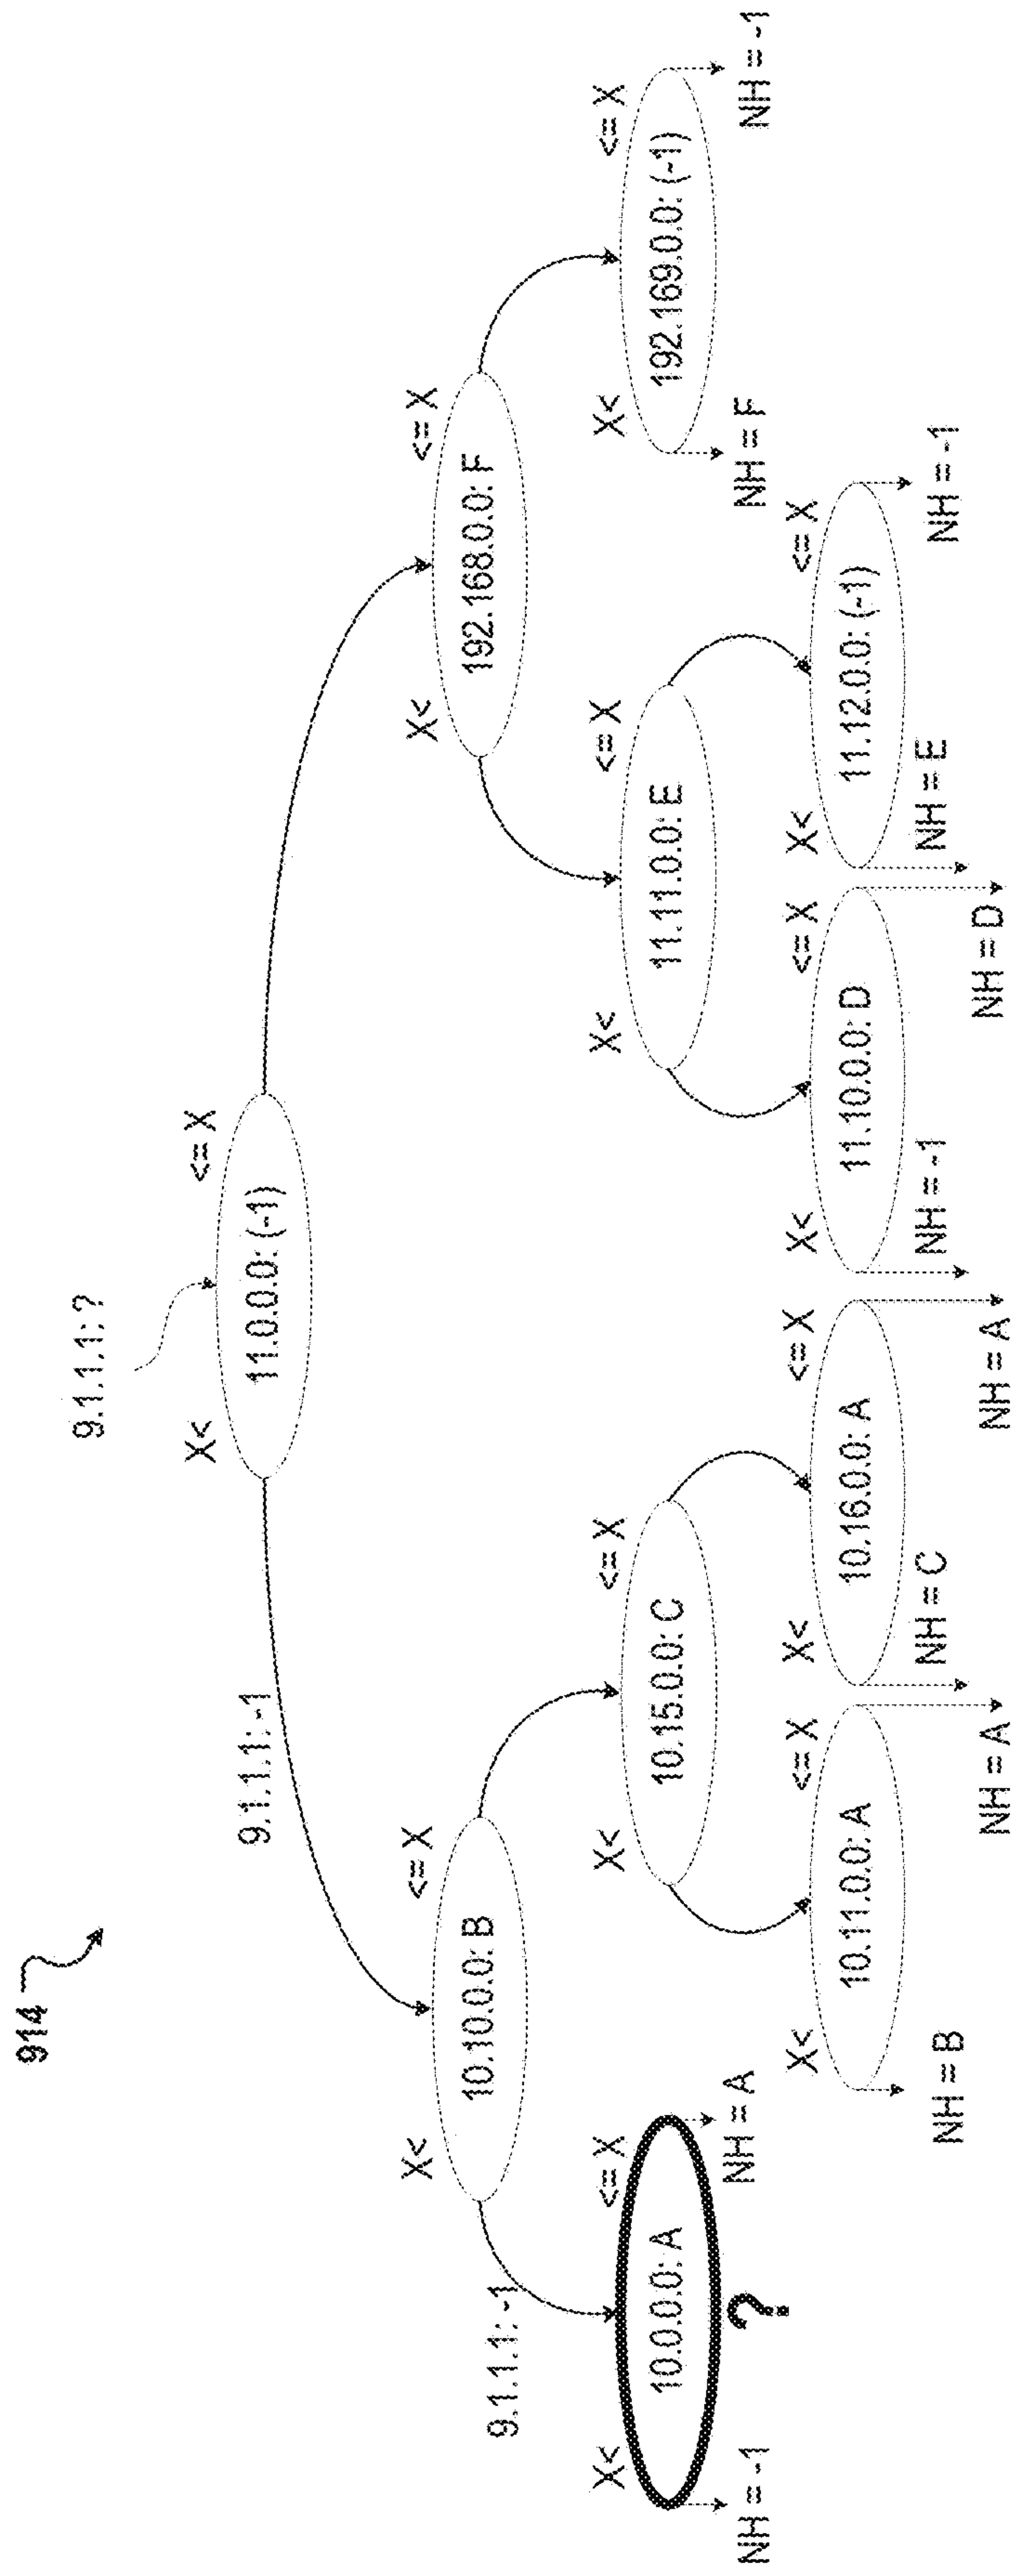 914
9.1.1.1: ?
X<
<= X
11.0.0.0: (-1)
9.1.1.1: -1
X<
<= X
10.10.0.0: B
X<
<= X
192.168.0.0: F
9.1.1.1: -1
X<
<= X
10.0.0.0: A
NH = -1
?
NH = A
X<
<= X
10.15.0.0: C
X<
<= X
11.11.0.0: E
X<
<= X
192.169.0.0: (-1)
NH = F
NH = -1
X<
<= X
10.11.0.0: A
NH = B
NH = A
X<
<= X
10.16.0.0: A
NH = C
NH = A
X<
<= X
11.10.0.0: D
NH = -1
NH = D
X<
<= X
11.12.0.0: (-1)
NH = E
NH = -1